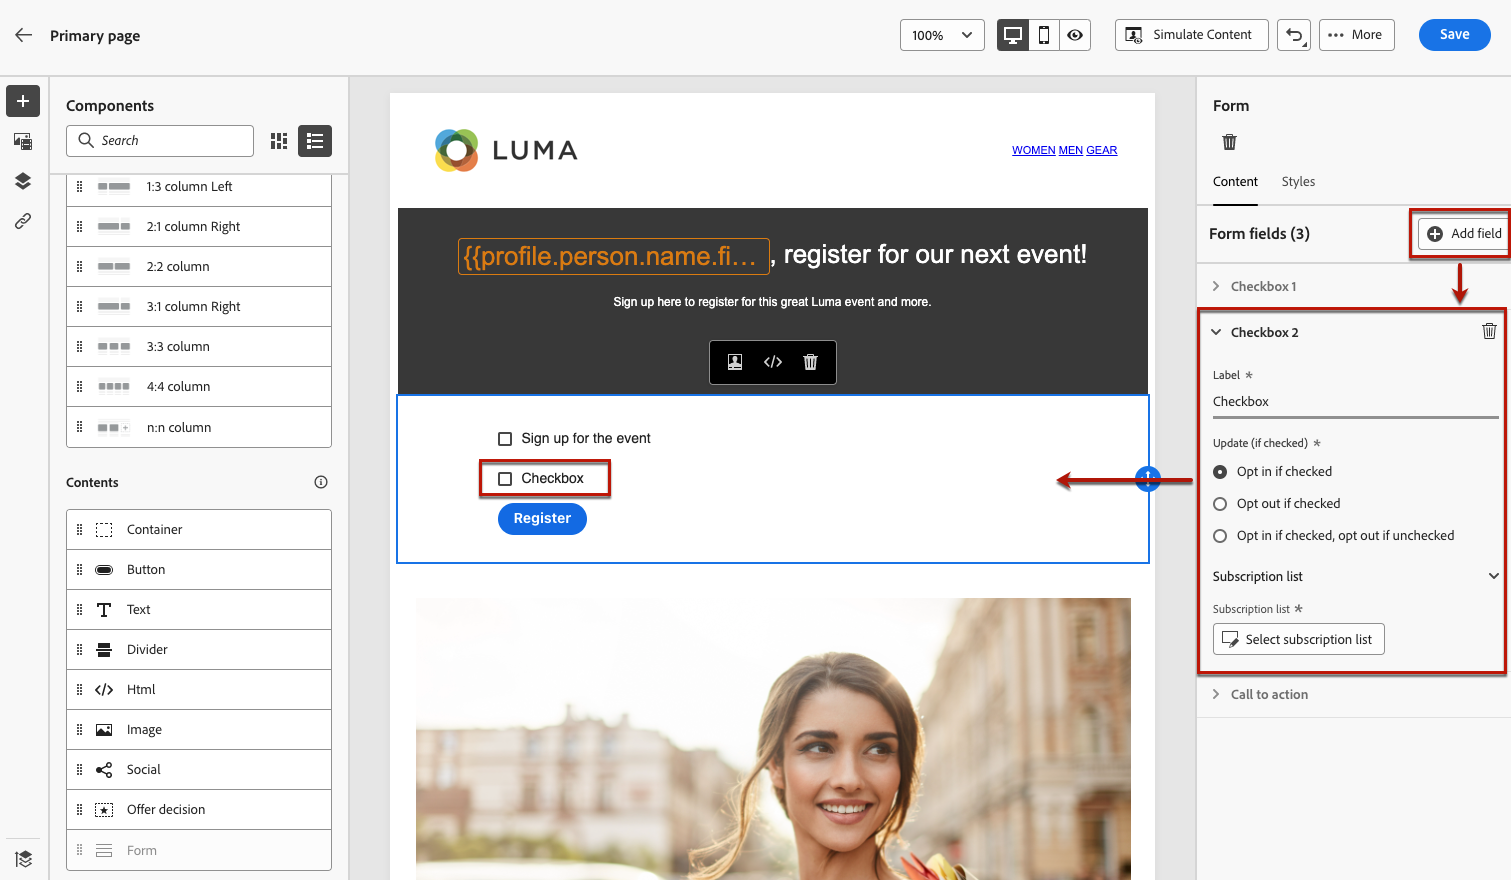 Primary page
100%
Simulate Content
More
Save
Components
Search
1:3 column Left
2:1 column Right
2:2 column
3:1 column Right
3:3 column
4:4 column
n:n column
Contents
Container
Button
Text
Divider
Html
Image
Social
Offer decision
Form
LUMA
WOMEN MEN GEAR
{{profile.person.name.fi... , register for our next event!
Sign up here to register for this great Luma event and more.
Sign up for the event
Checkbox
Register
Form
Content Styles
Form fields (3)
Add field
Checkbox 1
Checkbox 2
Label *
Checkbox
Update (if checked) *
Opt in if checked
Opt out if checked
Opt in if checked, opt out if unchecked
Subscription list
Subscription list *
Select subscription list
Call to action